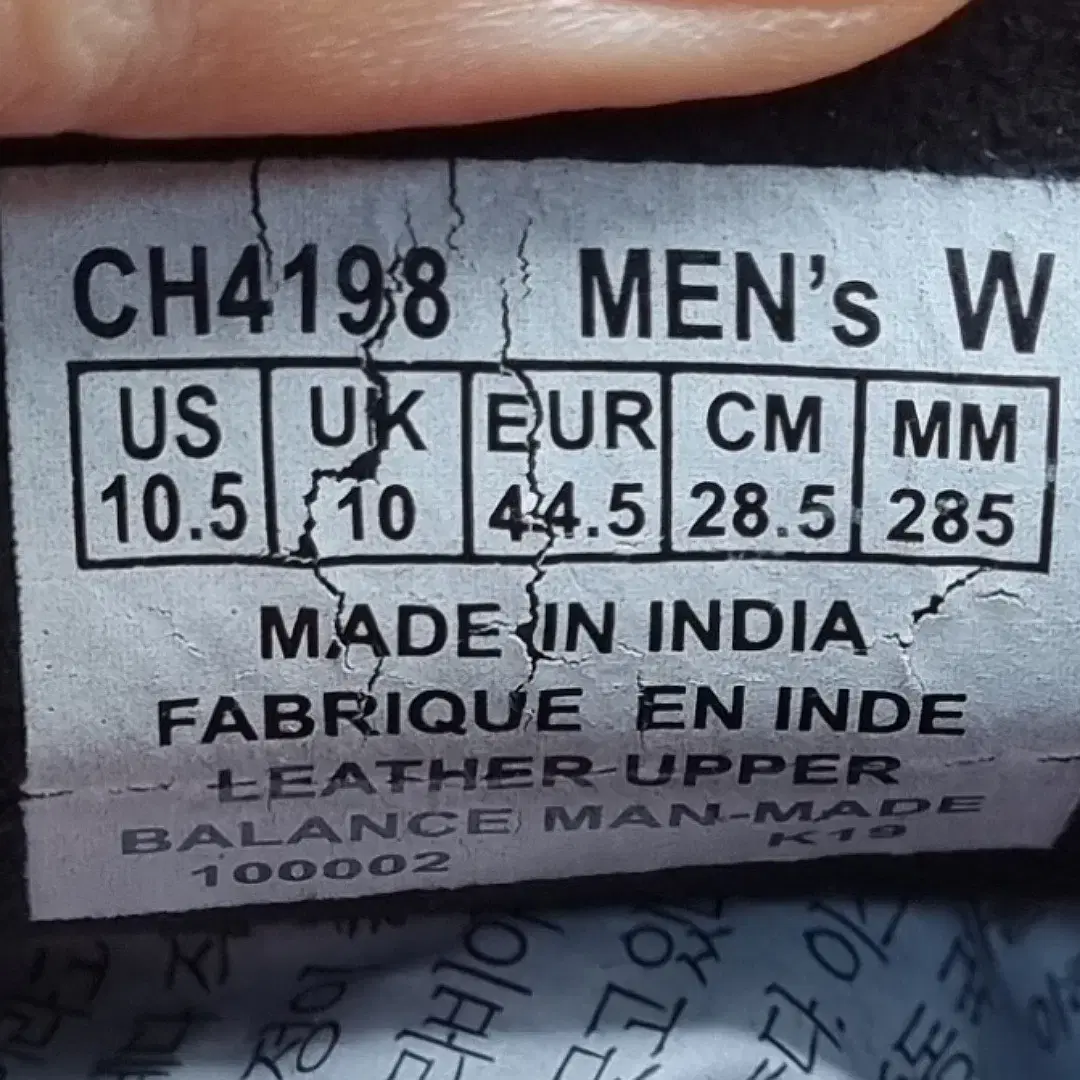 CH4198 MEN's W
US UK EUR CM MM
10.5 10 44.5 28.5 285
MADE IN INDIA
FABRIQUE EN INDE
LEATHER UPPER
BALANCE MAN-MADE
100002 K19